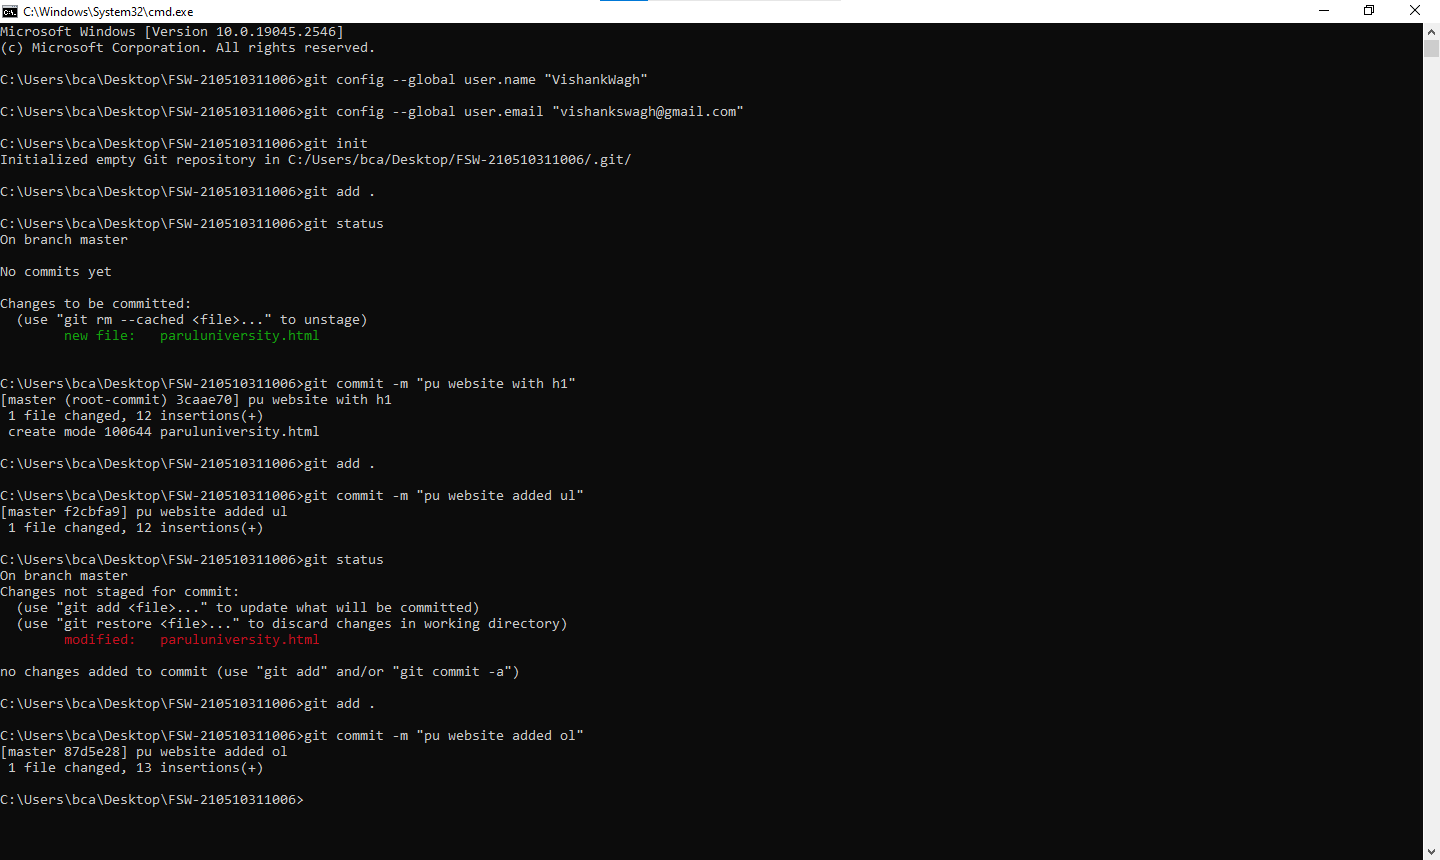 C:\Windows\System32\cmd.exe
Microsoft Windows [Version 10.0.19045.2546]
(c) Microsoft Corporation. All rights reserved.
C:\Users\bca\Desktop\FSW-210510311006>git config --global user.name "VishankWagh"
C:\Users\bca\Desktop\FSW-210510311006>git config --global user.email "vishankswagh@gmail.com"
C:\Users\bca\Desktop\FSW-210510311006>git init
Initialized empty Git repository in C:/Users/bca/Desktop/FSW-210510311006/.git/
C:\Users\bca\Desktop\FSW-210510311006>git add .
C:\Users\bca\Desktop\FSW-210510311006>git status
On branch master
No commits yet
Changes to be committed:
  (use "git rm --cached <file>..." to unstage)
        new file:   paruluniversity.html
C:\Users\bca\Desktop\FSW-210510311006>git commit -m "pu website with h1"
[master (root-commit) 3caae70] pu website with h1
 1 file changed, 12 insertions(+)
 create mode 100644 paruluniversity.html
C:\Users\bca\Desktop\FSW-210510311006>git add .
C:\Users\bca\Desktop\FSW-210510311006>git commit -m "pu website added ul"
[master f2cbfa9] pu website added ul
 1 file changed, 12 insertions(+)
C:\Users\bca\Desktop\FSW-210510311006>git status
On branch master
Changes not staged for commit:
  (use "git add <file>..." to update what will be committed)
  (use "git restore <file>..." to discard changes in working directory)
        modified:   paruluniversity.html
no changes added to commit (use "git add" and/or "git commit -a")
C:\Users\bca\Desktop\FSW-210510311006>git add .
C:\Users\bca\Desktop\FSW-210510311006>git commit -m "pu website added ol"
[master 87d5e28] pu website added ol
 1 file changed, 13 insertions(+)
C:\Users\bca\Desktop\FSW-210510311006>